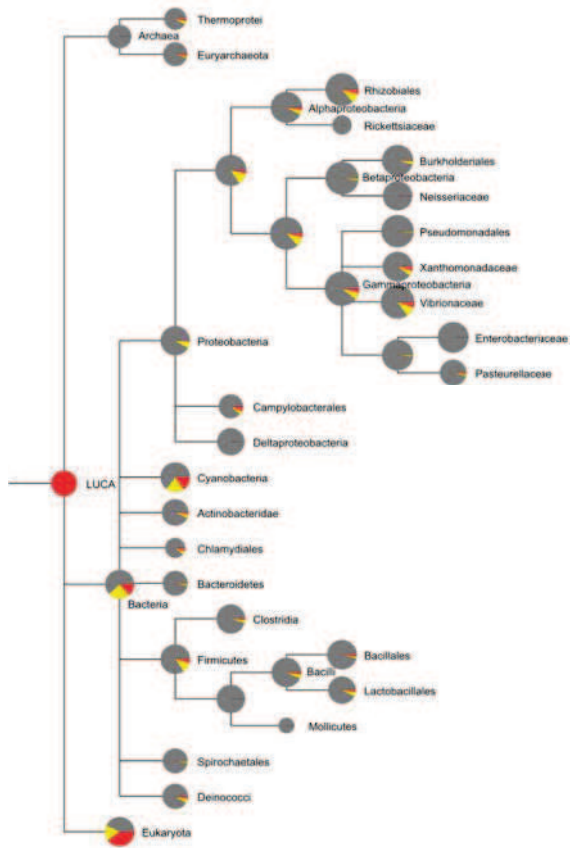 Thermoprotei
Archaea
Euryarchaeota
Rhizobiales
Alphaproteobacteria
Rickettsiaceae
Burkholderiales
Betaproteobacteria
Neisseriaceae
Pseudomonadales
Xanthomonadaceae
Gammaproteobacteria
Vibrionaceae
Enterobacteriaceae
Proteobacteria
Pasteurellaceae
Campylobacterales
Deltaproteobacteria
Cyanobacteria
LUCA
Actinobacteridae
Chlamydiales
Bacteroidetes
Bacteria
Clostridia
Firmicutes
Bacillales
Bacilli
Lactobacillales
Mollicutes
Spirochaetales
Deinococci
Eukaryota